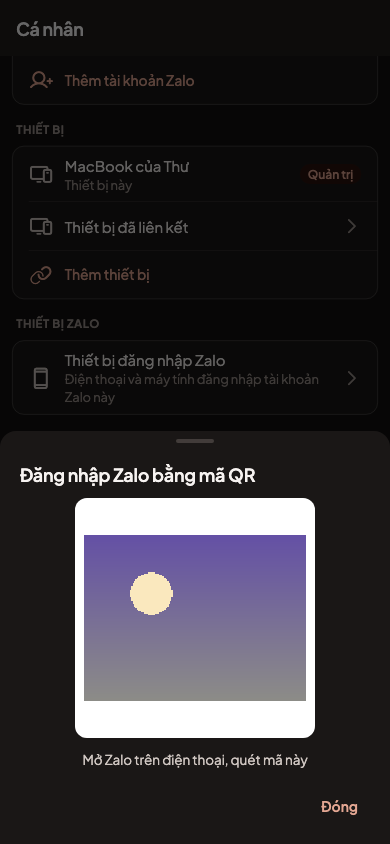 Cá nhân
Thêm tài khoản Zalo
THIẾT BỊ
MacBook của Thư
Thiết bị này
Quản trị
Thiết bị đã liên kết
Thêm thiết bị
THIẾT BỊ ZALO
Thiết bị đăng nhập Zalo
Điện thoại và máy tính đăng nhập tài khoản
Zalo này
Đăng nhập Zalo bằng mã QR
Mở Zalo trên điện thoại, quét mã này
Đóng